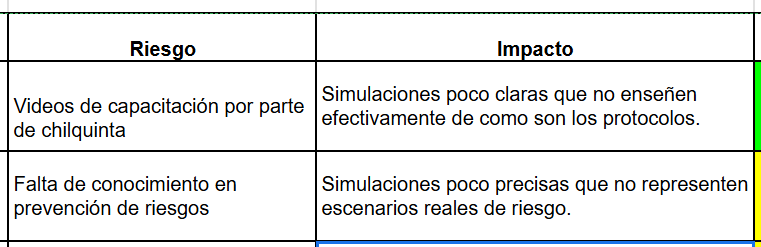 Riesgo
Impacto
Videos de capacitación por parte
de chilquinta
Simulaciones poco claras que no enseñen
efectivamente de como son los protocolos.
Falta de conocimiento en
prevención de riesgos
Simulaciones poco precisas que no representen
escenarios reales de riesgo.